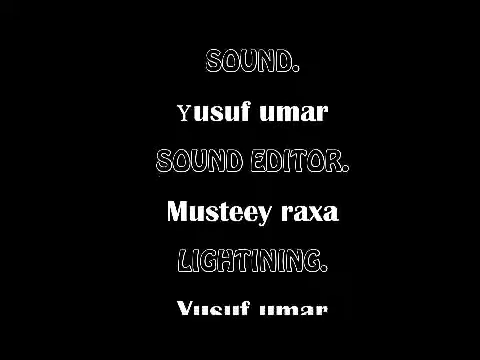 SOUND.
Yusuf umar
SOUND EDITOR.
Musteey raxa
LIGHTINING.
Yusuf umar